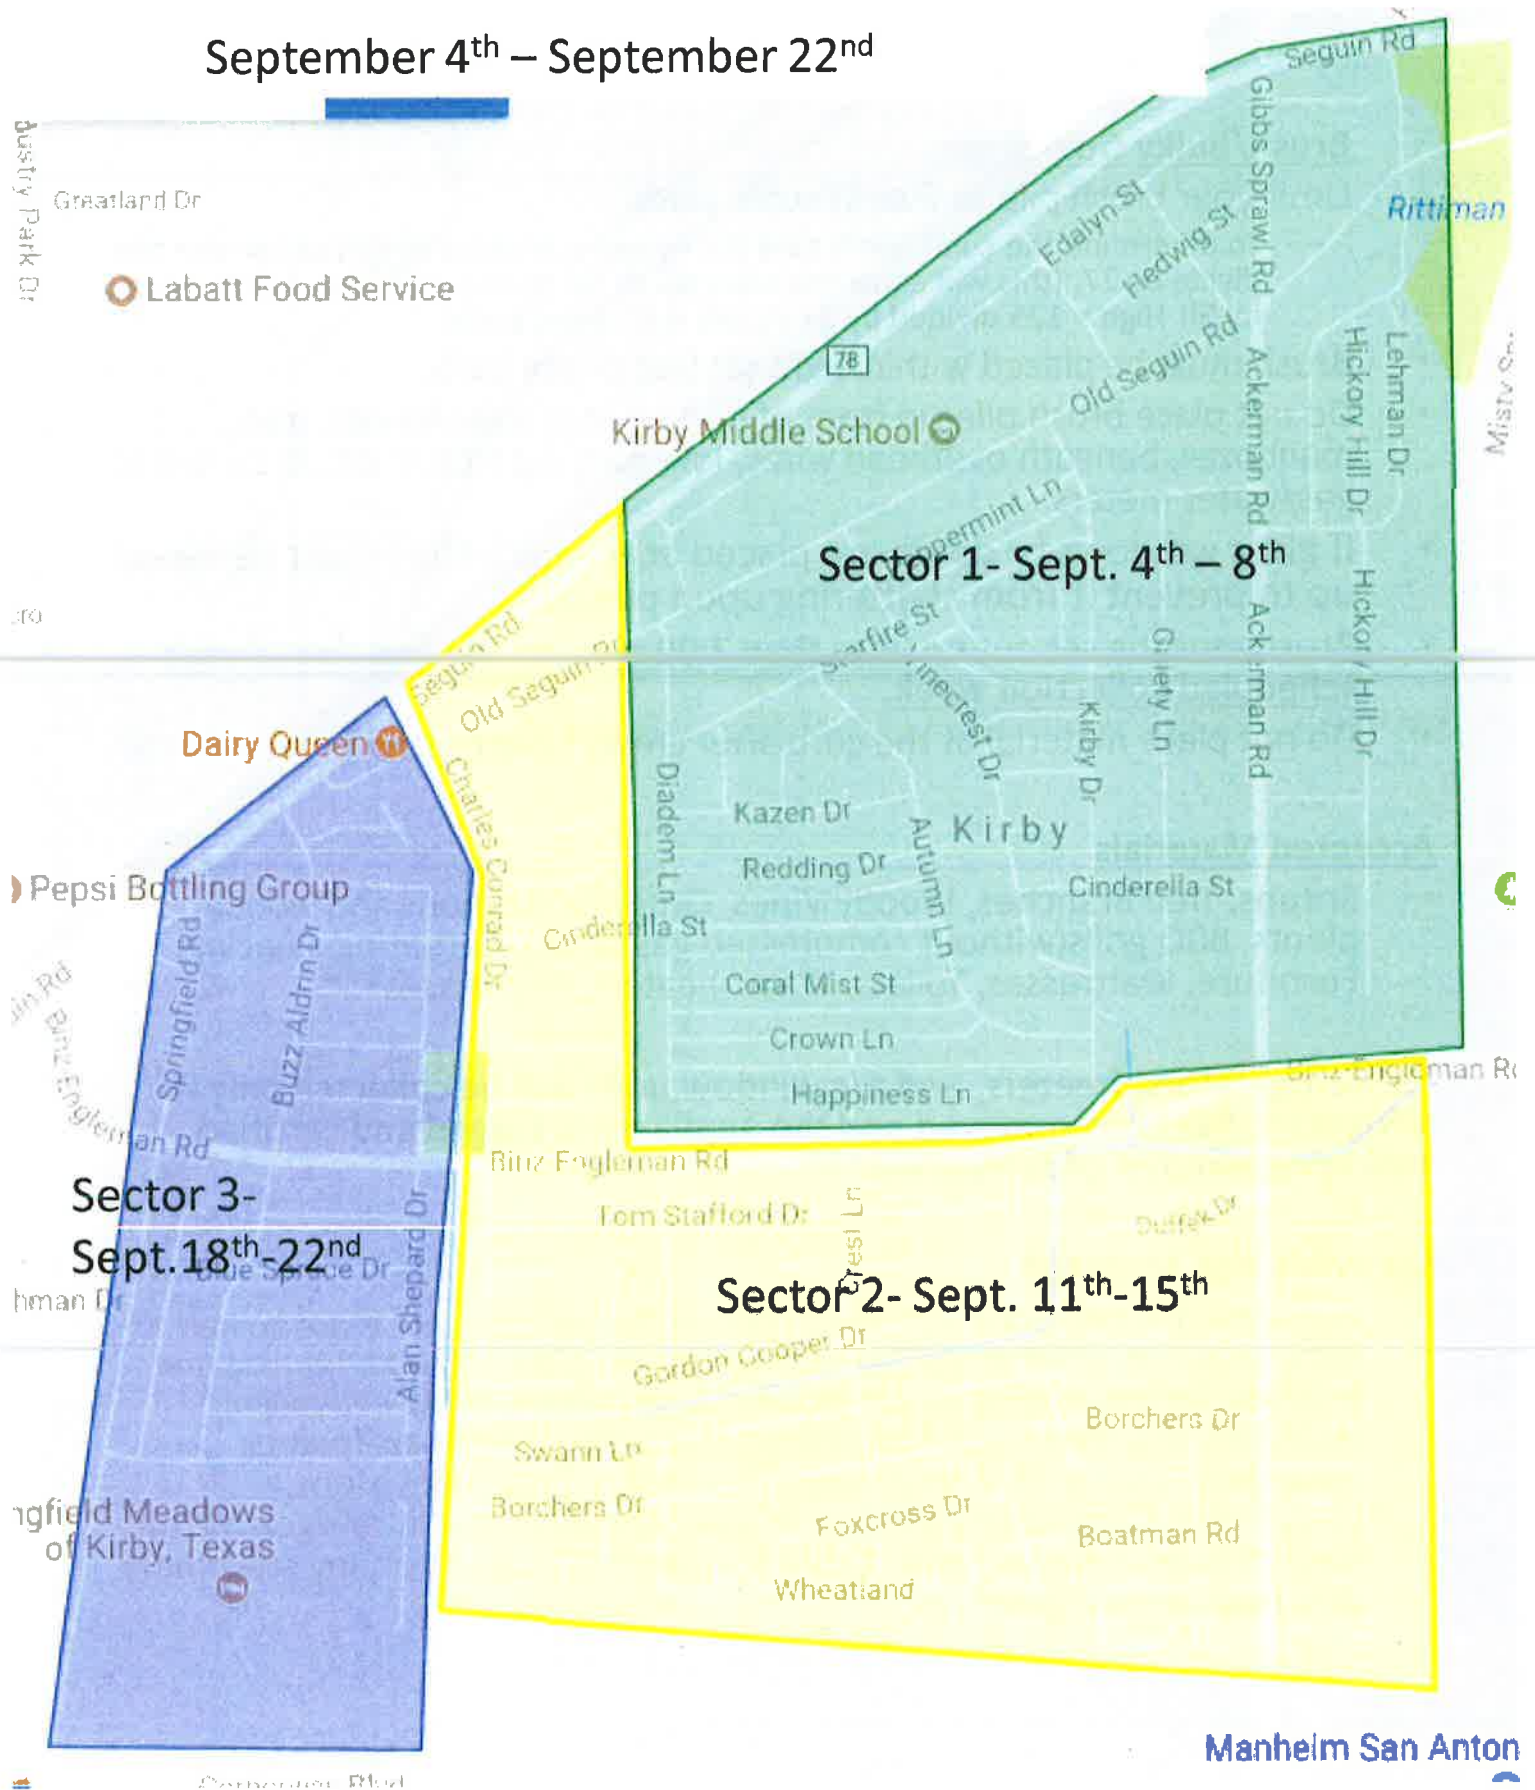 September 4th – September 22nd
Seguin Rd
Gibbs Sprawl Rd
Greatland Dr
Rittiman
Edalyn St
Hedwig St
Labatt Food Service
78
Old Seguin Rd
Lehman Dr
Hickory Hill Dr
Ackerman Rd
Kirby Middle School
Sector 1- Sept. 4th – 8th
Seguin Rd
Old Seguin Rd
Hickory Hill Dr
Ackerman Rd
Dairy Queen
Charles Conrad Dr
Diadem Ln
Kirby Dr
Kazen Dr
Kirby
Redding Dr
Autumn Ln
Cinderella St
Pepsi Bottling Group
Cinderella St
Springfield Rd
Buzz Aldrin Dr
Coral Mist St
Crown Ln
Happiness Ln
Binz-Engleman Rd
Binz Engleman Rd
Sector 3-
Sept.18th-22nd
Tom Stafford Dr
Alan Shepard Dr
Sector 2- Sept. 11th-15th
Gordon Cooper Dr
Borchers Dr
Swann Ln
Borchers Dr
Foxcross Dr
Boatman Rd
ngfield Meadows
of Kirby, Texas
Wheatland
Manheim San Anton